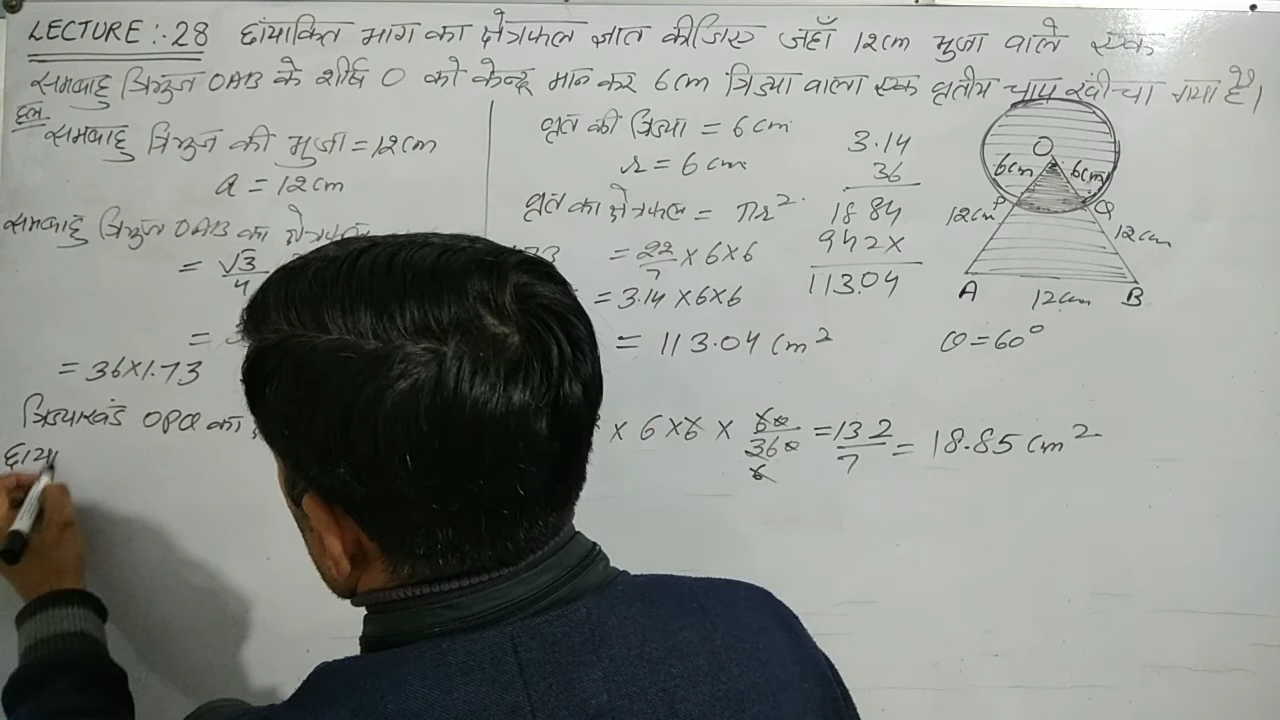 LECTURE:-28 छायांकित भाग का क्षेत्रफल ज्ञात कीजिए जहाँ 12cm भुजा वाले एक
समबाहु त्रिभुज OAB के शीर्ष O को केन्द्र मान कर 6cm त्रिज्या वाला एक वृतीय चाप खींचा गया है।
हल
समबाहु त्रिभुज की भुजा = 12cm
a = 12cm
समबाहु त्रिभुज OAB का क्षेत्रफल
= √3/4
=
= 36×1.73
वृत की त्रिज्या = 6cm
r = 6cm
वृत का क्षेत्रफल = πr²
= 22/7 × 6×6
= 3.14×6×6
= 113.04 cm²
3.14
36
1884
942×
113.04
O
6cm 6cm
P Q
12cm 12cm
A 12cm B
θ=60°
त्रिज्यखंड OPQ का
× 6×6 × 60/360 = 132/7 = 18.85 cm²
6
छाया